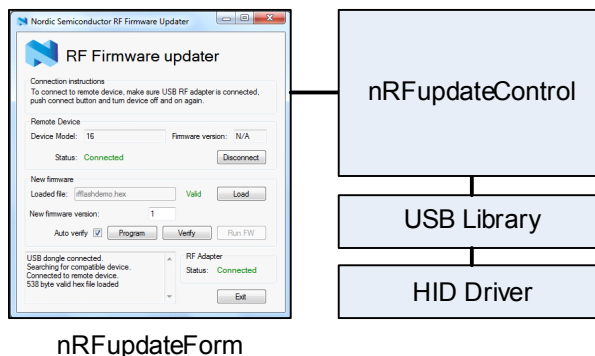 Nordic Semiconductor RF Firmware Updater
RF Firmware updater
Connection instructions
To connect to remote device, make sure USB RF adapter is connected,
push connect button and turn device off and on again.
Remote Device
Device Model: 16 Firmware version: N/A
Status: Connected Disconnect
New firmware
Loaded file: rfflashdemo.hex Valid Load
New firmware version: 1
Auto verify Program Verify Run FW
USB dongle connected.
Searching for compatible device.
Connected to remote device.
538 byte valid hex file loaded
RF Adapter
Status: Connected
Exit
nRFupdateForm
nRFupdateControl
USB Library
HID Driver